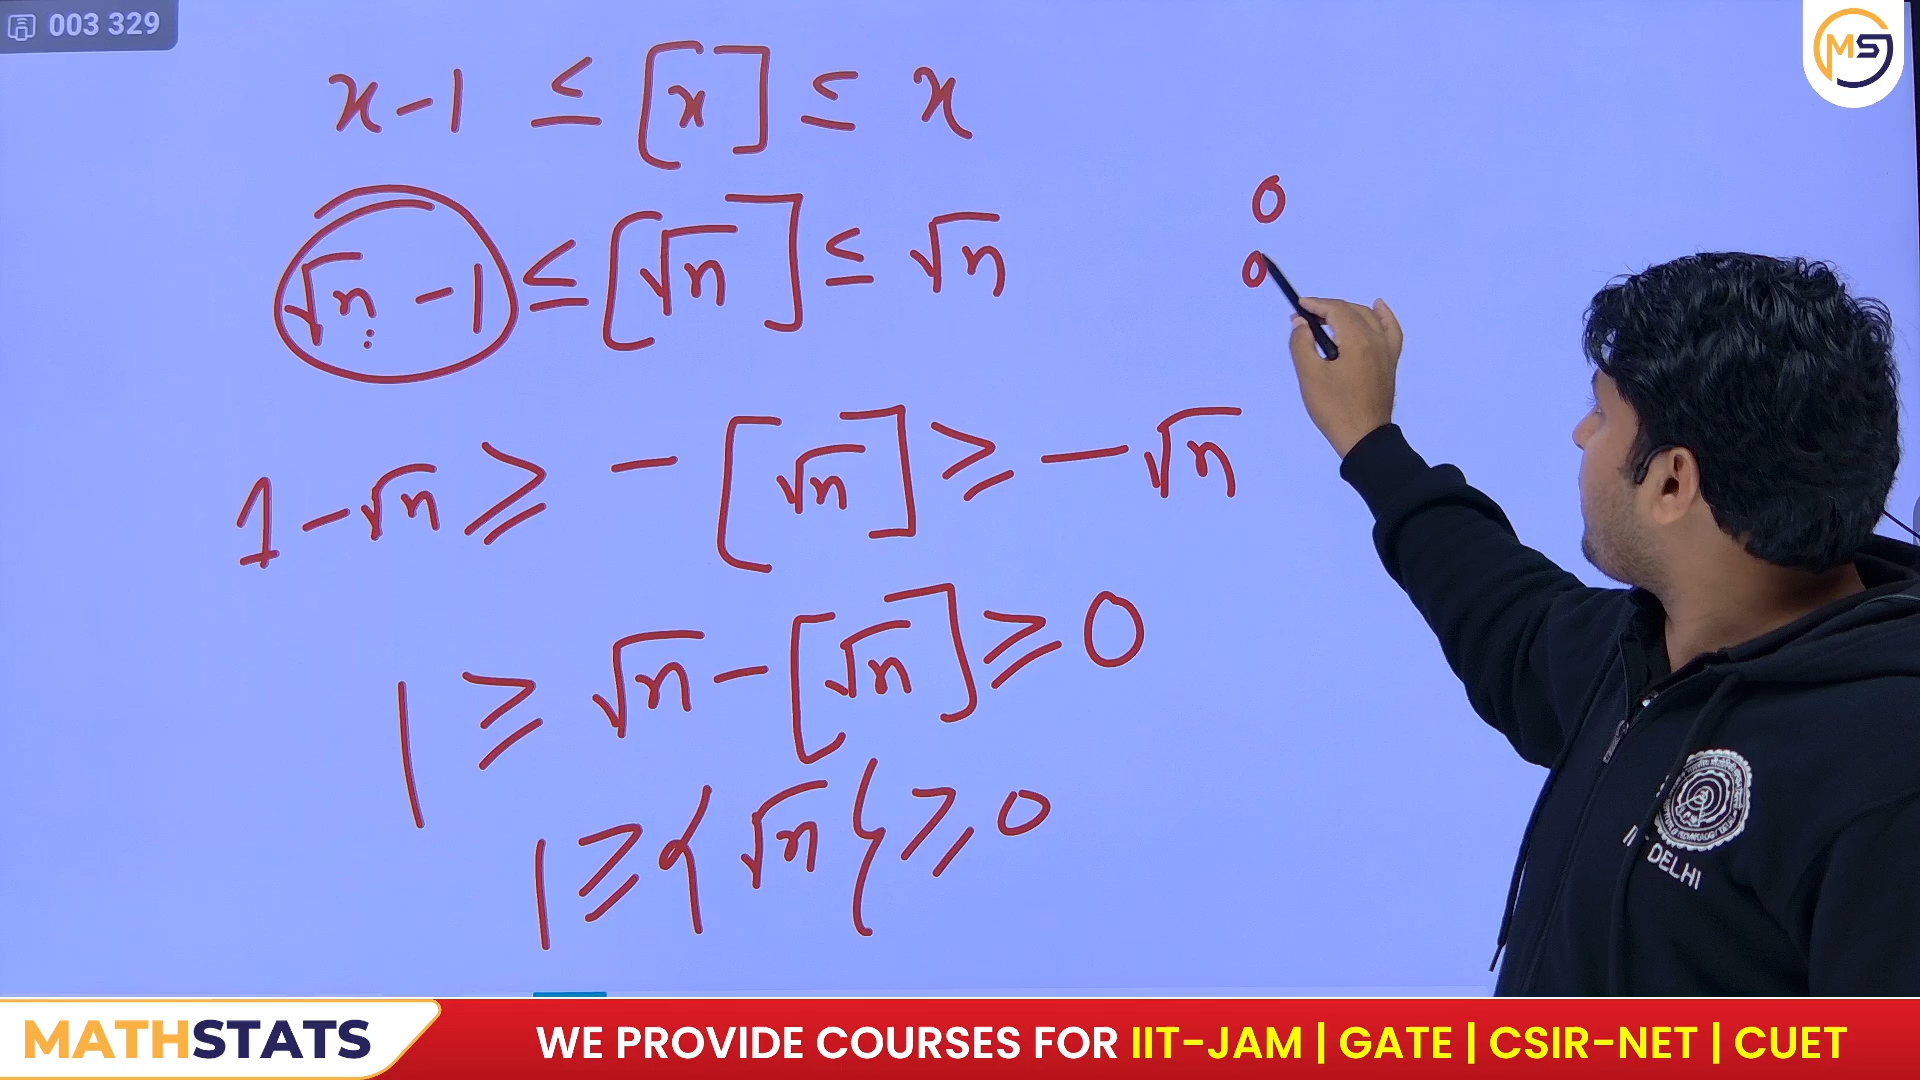 003 329
MS
x-1 ≤ [x] ≤ x
0
√n - 1 ≤ [√n] ≤ √n
0
1 - √n ≥ - [√n] ≥ - √n
1 ≥ √n - [√n] ≥ 0
1 ≥ { √n } ≥ 0
DELHI
MATHSTATS
WE PROVIDE COURSES FOR IIT-JAM | GATE | CSIR-NET | CUET